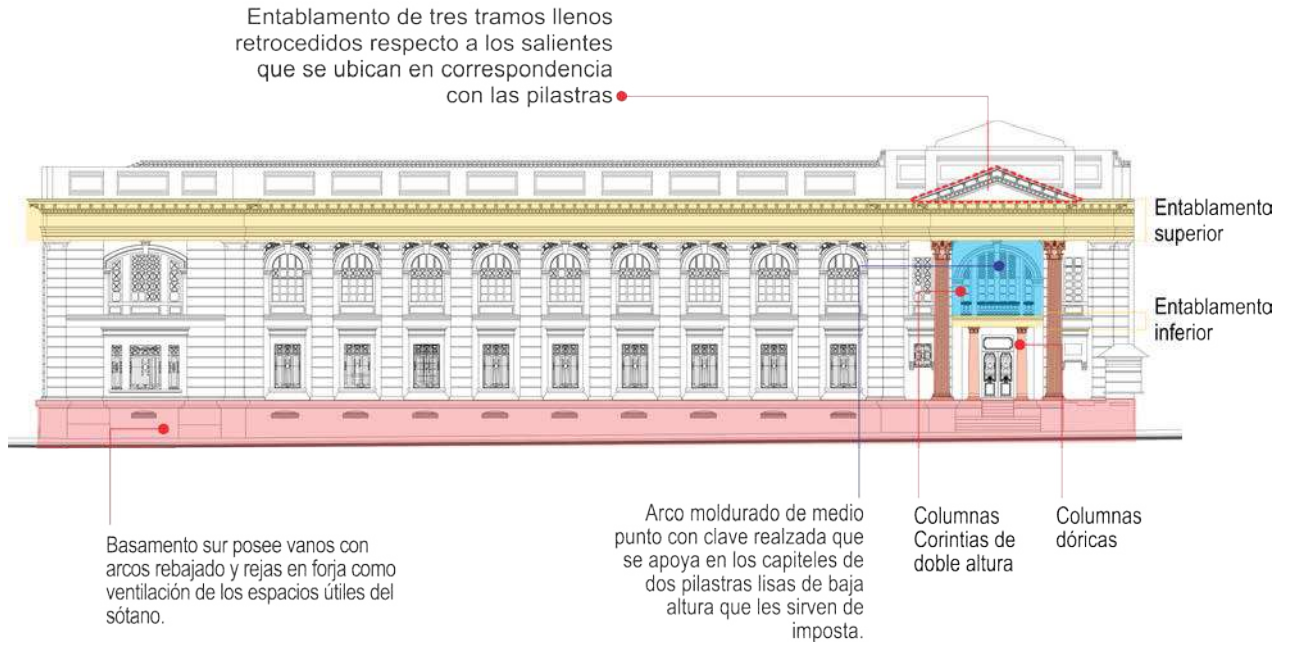 Entablamento de tres tramos llenos
retrocedidos respecto a los salientes
que se ubican en correspondencia
con las pilastras
Entablamento
superior
Entablamento
inferior
Basamento sur posee vanos con
arcos rebajado y rejas en forja como
ventilación de los espacios útiles del
sótano.
Arco moldurado de medio
punto con clave realzada que
se apoya en los capiteles de
dos pilastras lisas de baja
altura que les sirven de
imposta.
Columnas
Corintias de
doble altura
Columnas
dóricas